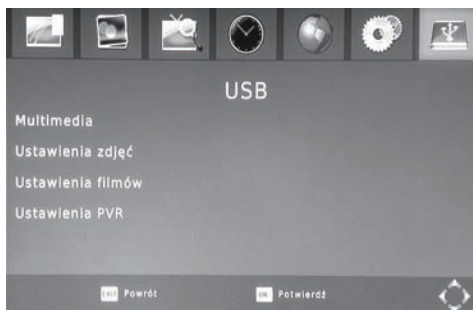 USB
Multimedia
Ustawienia zdjęć
Ustawienia filmów
Ustawienia PVR
EXIT Powrót OK Potwierdź